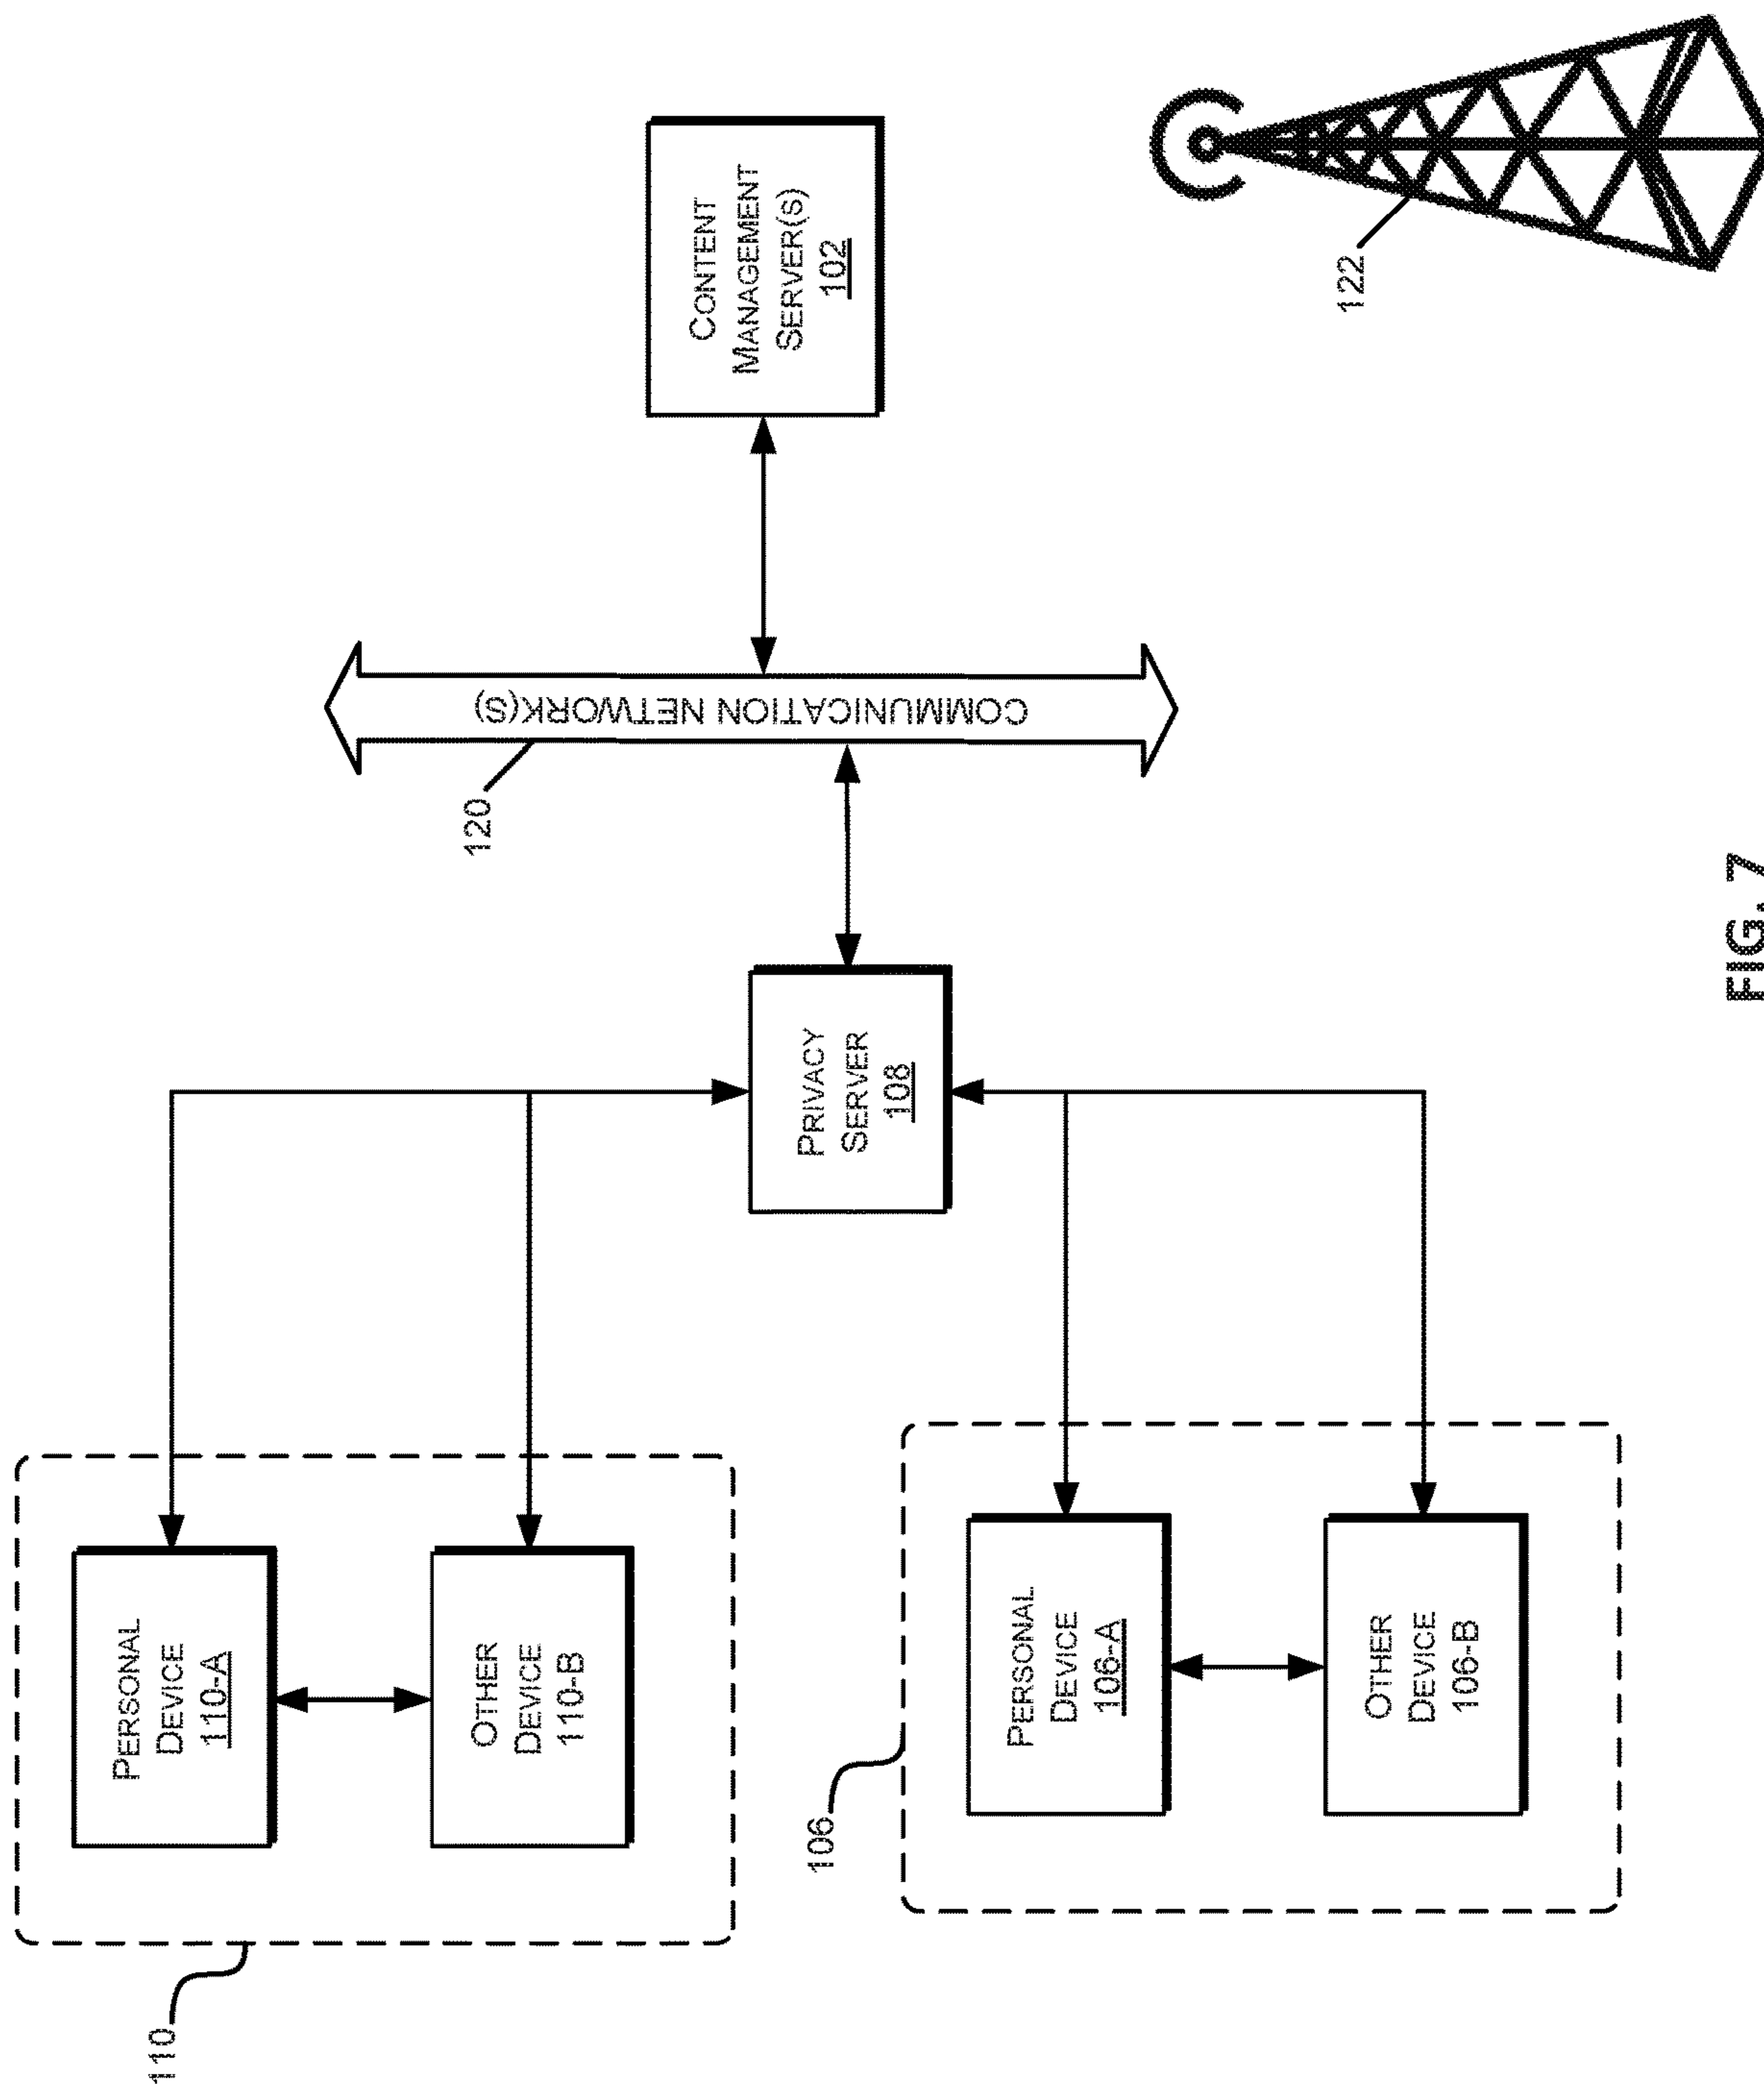 110
PERSONAL
DEVICE
110-A
OTHER
DEVICE
110-B
106
PERSONAL
DEVICE
106-A
OTHER
DEVICE
106-B
PRIVACY
SERVER
108
120
COMMUNICATION NETWORK(S)
CONTENT
MANAGEMENT
SERVER(S)
102
122
FIG. 7